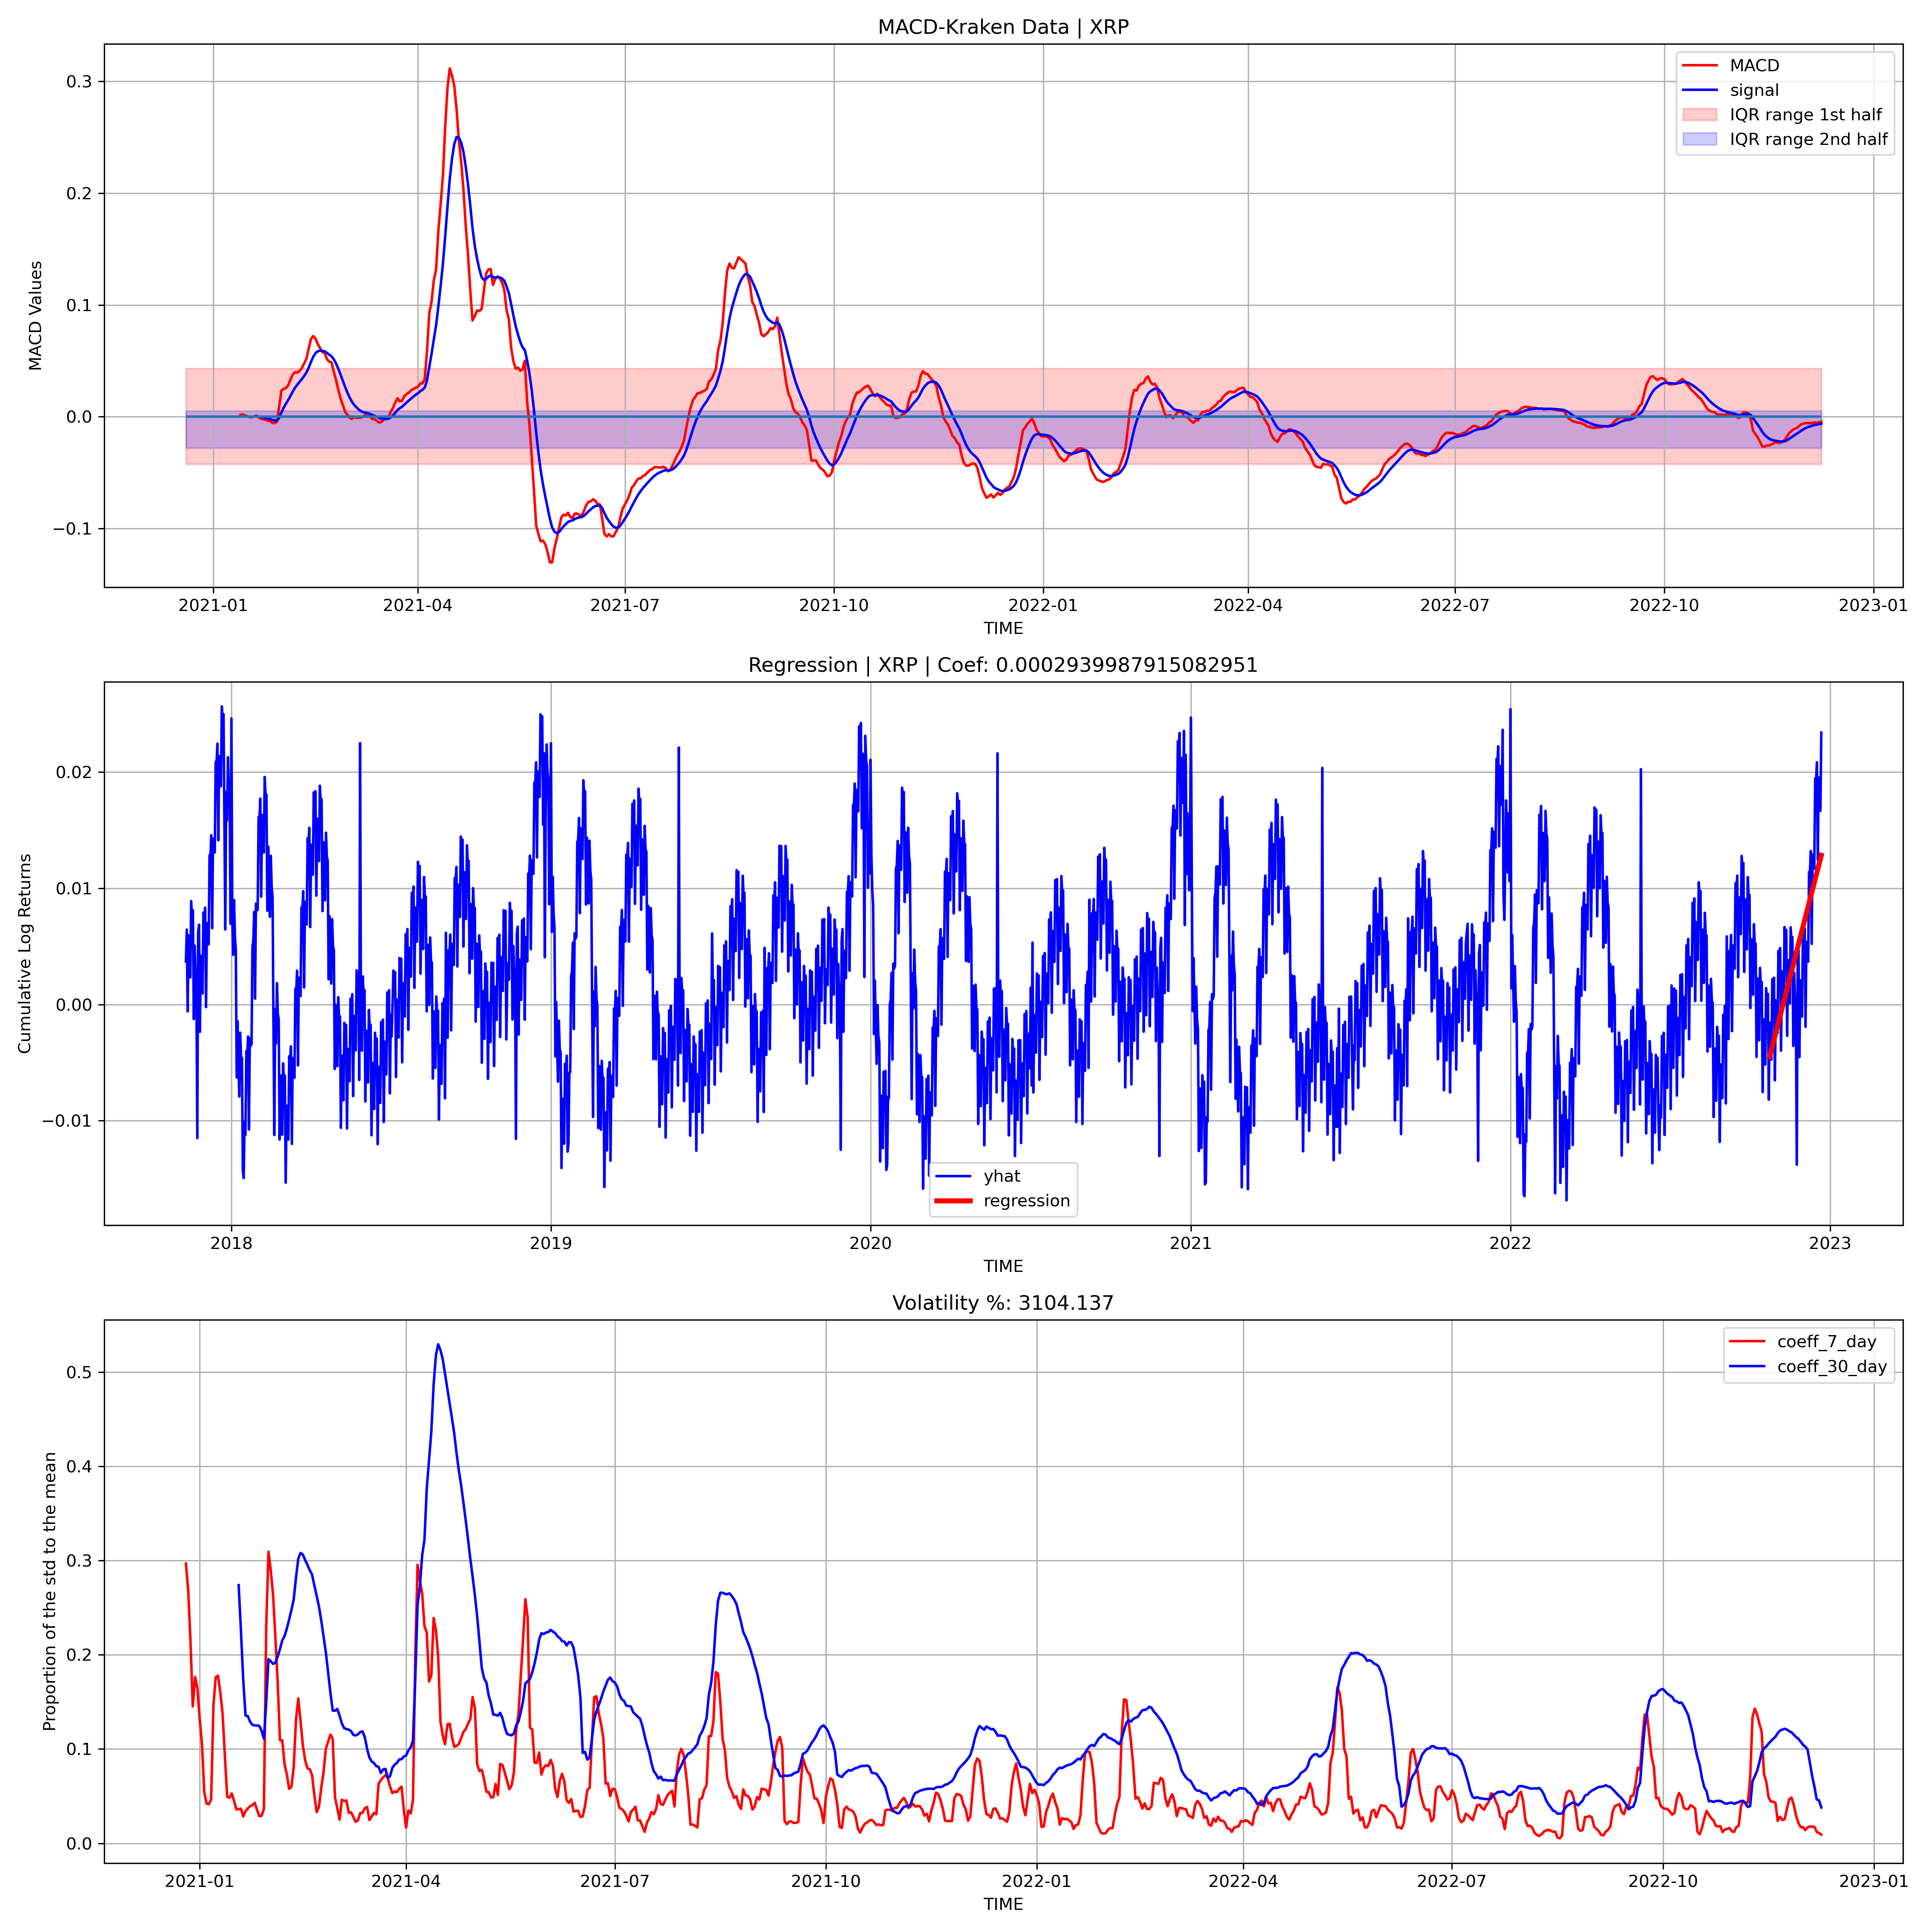 MACD-Kraken Data | XRP
MACD Values
0.3
0.2
0.1
0.0
−0.1
MACD
signal
IQR range 1st half
IQR range 2nd half
2021-01
2021-04
2021-07
2021-10
2022-01
2022-04
2022-07
2022-10
2023-01
TIME
Regression | XRP | Coef: 0.0002939987915082951
Cumulative Log Returns
0.02
0.01
0.00
−0.01
yhat
regression
2018
2019
2020
2021
2022
2023
TIME
Volatility %: 3104.137
Proportion of the std to the mean
0.5
0.4
0.3
0.2
0.1
0.0
coeff_7_day
coeff_30_day
2021-01
2021-04
2021-07
2021-10
2022-01
2022-04
2022-07
2022-10
2023-01
TIME